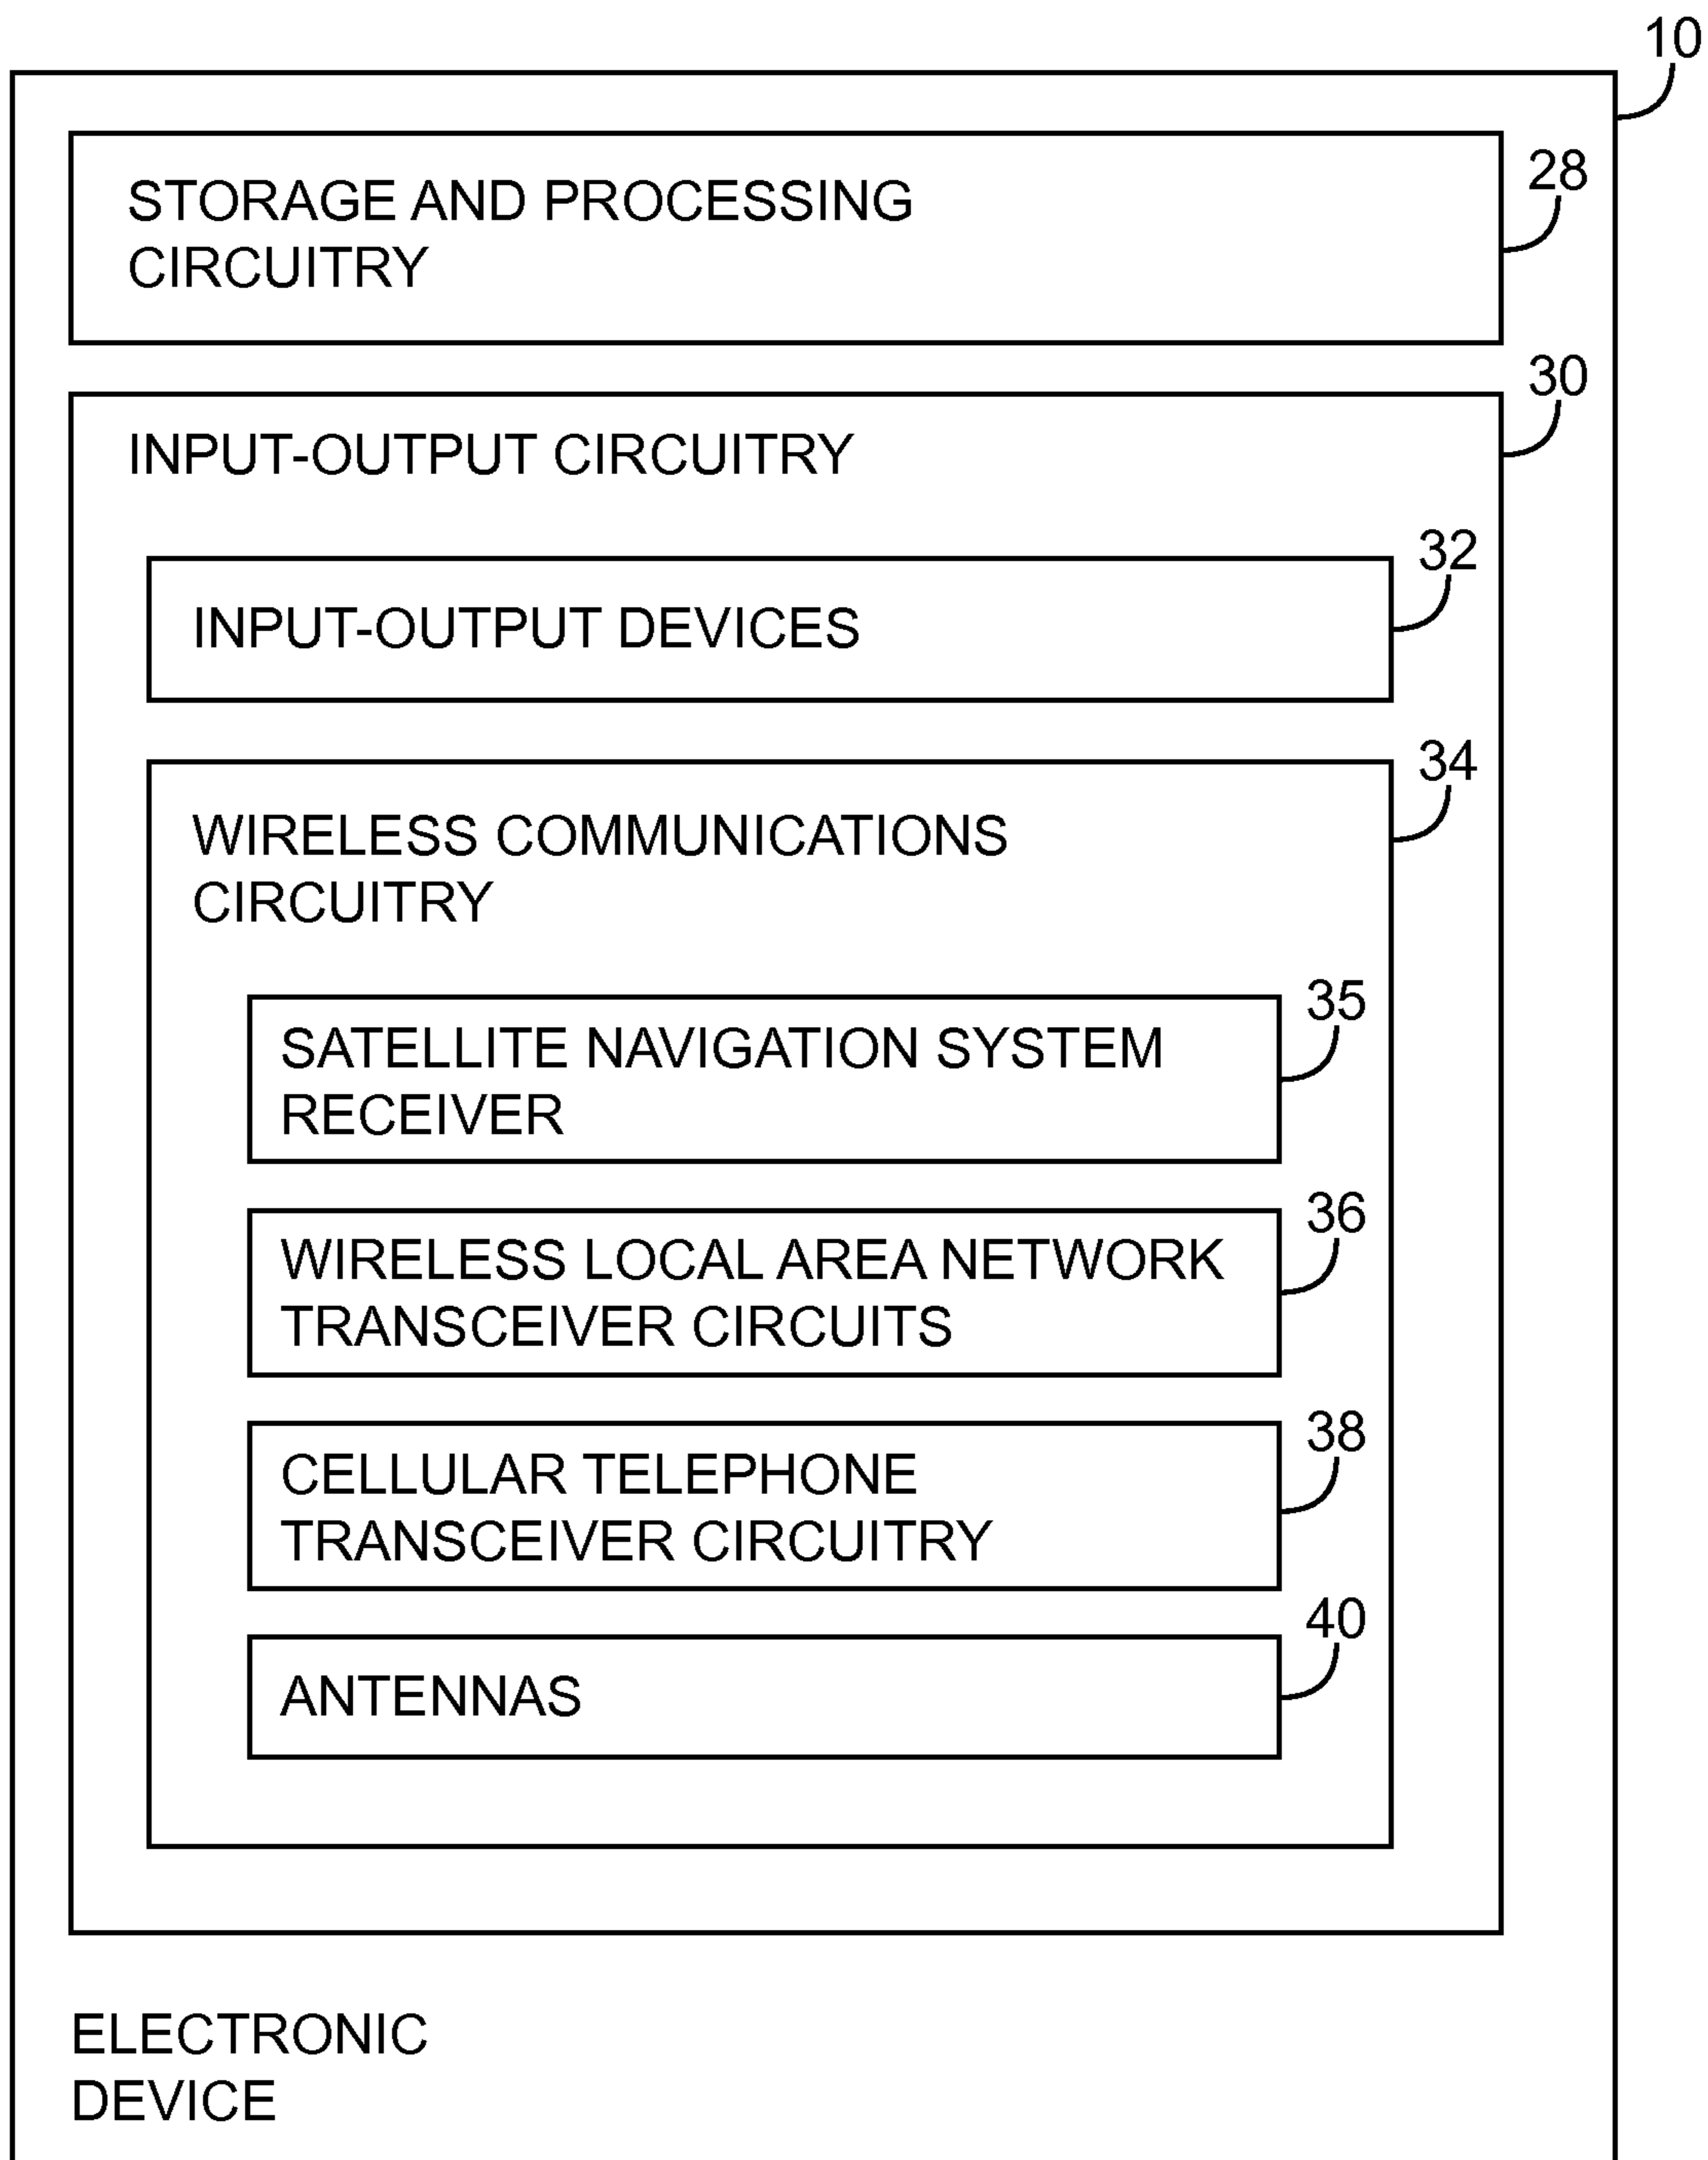 10
STORAGE AND PROCESSING
CIRCUITRY
28
INPUT-OUTPUT CIRCUITRY
30
INPUT-OUTPUT DEVICES
32
WIRELESS COMMUNICATIONS
CIRCUITRY
34
SATELLITE NAVIGATION SYSTEM
RECEIVER
35
WIRELESS LOCAL AREA NETWORK
TRANSCEIVER CIRCUITS
36
CELLULAR TELEPHONE
TRANSCEIVER CIRCUITRY
38
ANTENNAS
40
ELECTRONIC
DEVICE